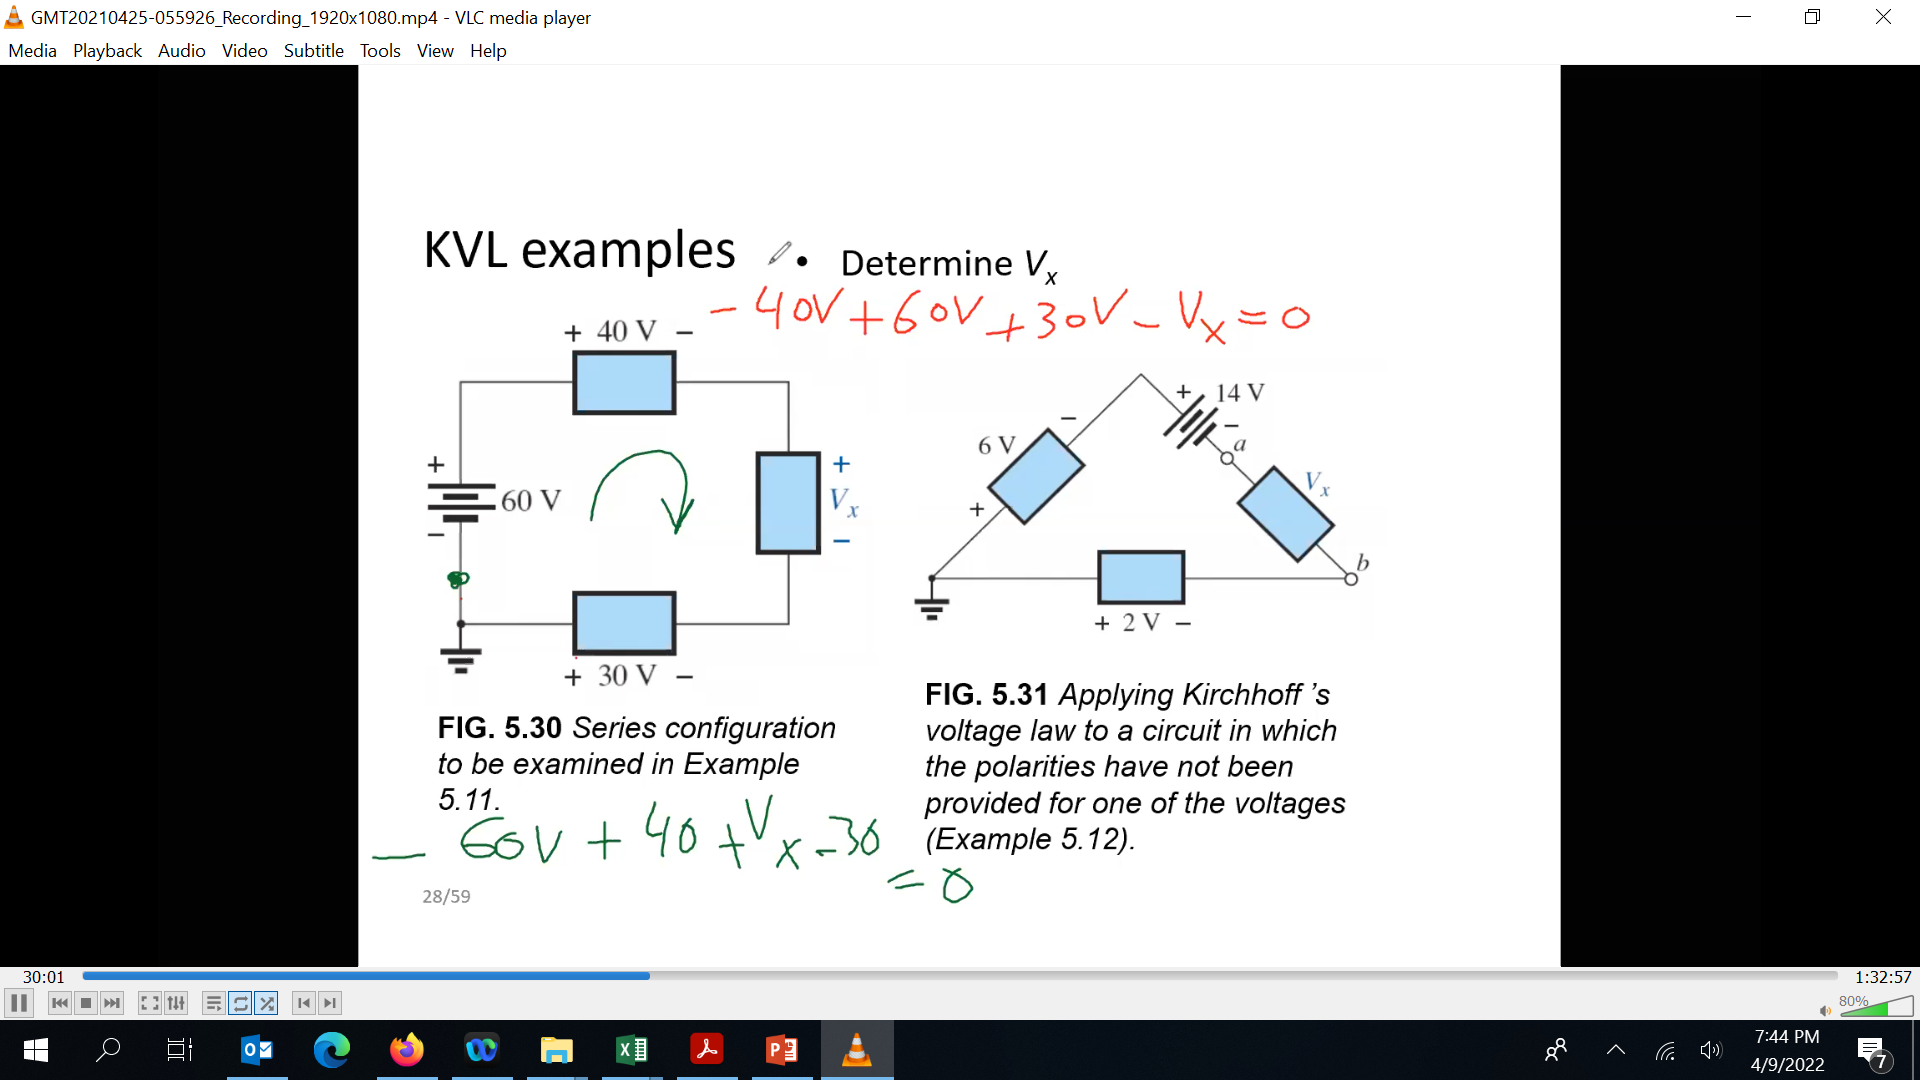 GMT20210425-055926_Recording_1920x1080.mp4 - VLC media player
Media Playback Audio Video Subtitle Tools View Help
KVL examples
• Determine Vx
- 40V + 60V + 30V - Vx = 0
+ 40 V -
+
60 V
-
+
Vx
-
+ 30 V -
+ 14 V
-
a
-
6 V
+
Vx
b
+ 2 V -
FIG. 5.30 Series configuration
to be examined in Example
5.11.
FIG. 5.31 Applying Kirchhoff 's
voltage law to a circuit in which
the polarities have not been
provided for one of the voltages
(Example 5.12).
- 60V + 40 + Vx - 30
= 0
28/59
30:01
1:32:57
80%
7:44 PM
4/9/2022
7